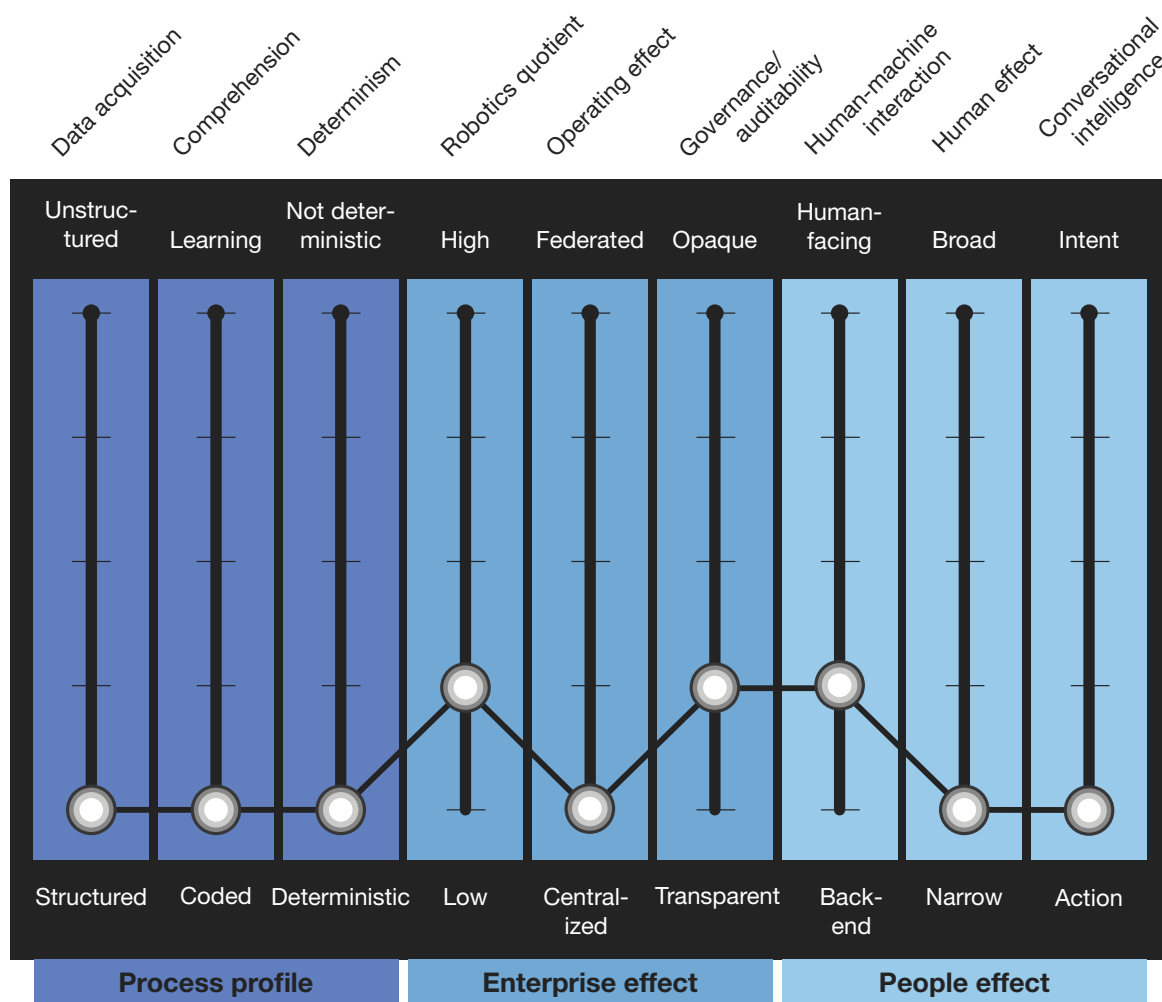 Data acquisition
Comprehension
Determinism
Robotics quotient
Operating effect
Governance/
auditability
Human-machine
interaction
Human effect
Conversational
intelligence
Unstruc-
tured
Learning
Not deter-
ministic
High
Federated
Opaque
Human-
facing
Broad
Intent
Structured
Coded
Deterministic
Low
Central-
ized
Transparent
Back-
end
Narrow
Action
Process profile
Enterprise effect
People effect